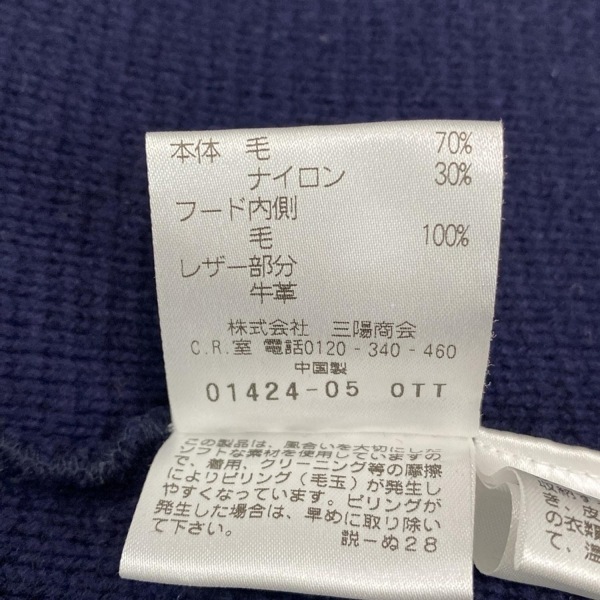 本体 毛 70%
ナイロン 30%
フード内側
毛 100%
レザー部分
牛革
株式会社 三陽商会
C.R.室 電話0120-340-460
中国製
01424-05 OTT
この製品は、風合いを大切にした
ソフトな素材を使用していますの
で、着用、クリーニング等の摩擦
によりピリング（毛玉）が発生し
やすくなっています。ピリングが
発生した場合は、早めに取り除い
て下さい。 説ーぬ28
の衣